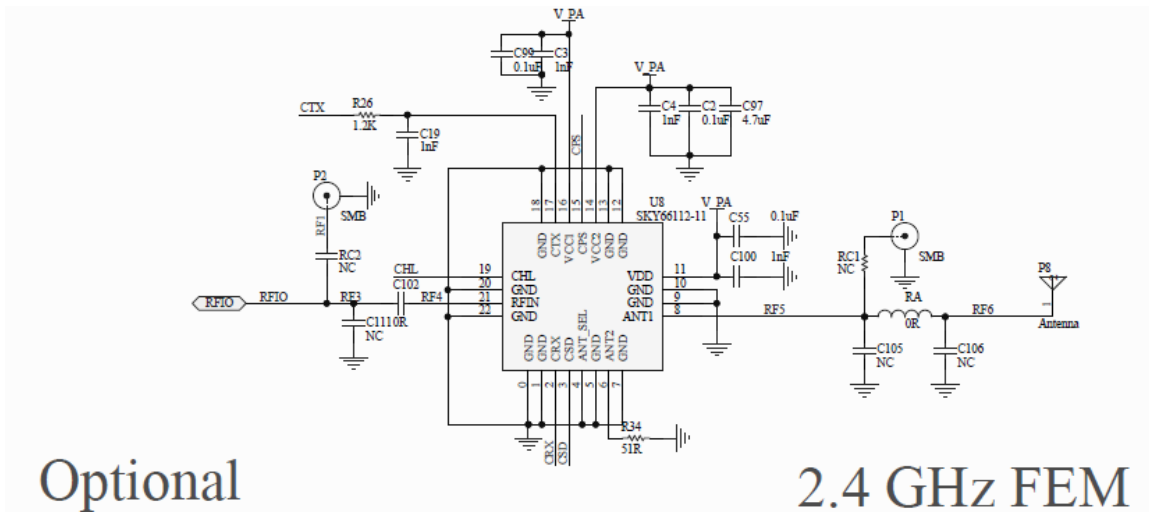 V_PA
C99
0.1uF
C3
1nF
V_PA
C4
1nF
C2
0.1uF
C97
4.7uF
CTX
R26
1.2K
C19
1nF
CPS
P2
SMB
RF1
RC2
NC
18
17
16
15
14
13
12
U8
SKY66112-11
GND
CTX
VCC1
CPS
VCC2
GND
GND
V_PA
C55
0.1uF
C100
1nF
P1
SMB
RC1
NC
P8
1
Antenna
CHL
19
CHL
20
GND
21
RFIN
22
GND
VDD
11
GND
10
GND
9
ANT1
8
RFIO
RFIO
RF3
C102
RF4
C111
0R
NC
RF5
RA
0R
RF6
C105
NC
C106
NC
GND
GND
CRX
CSD
ANT_SEL
GND
ANT2
GND
0
1
2
3
4
5
6
7
CRX
CSD
R34
51R
Optional
2.4 GHz FEM